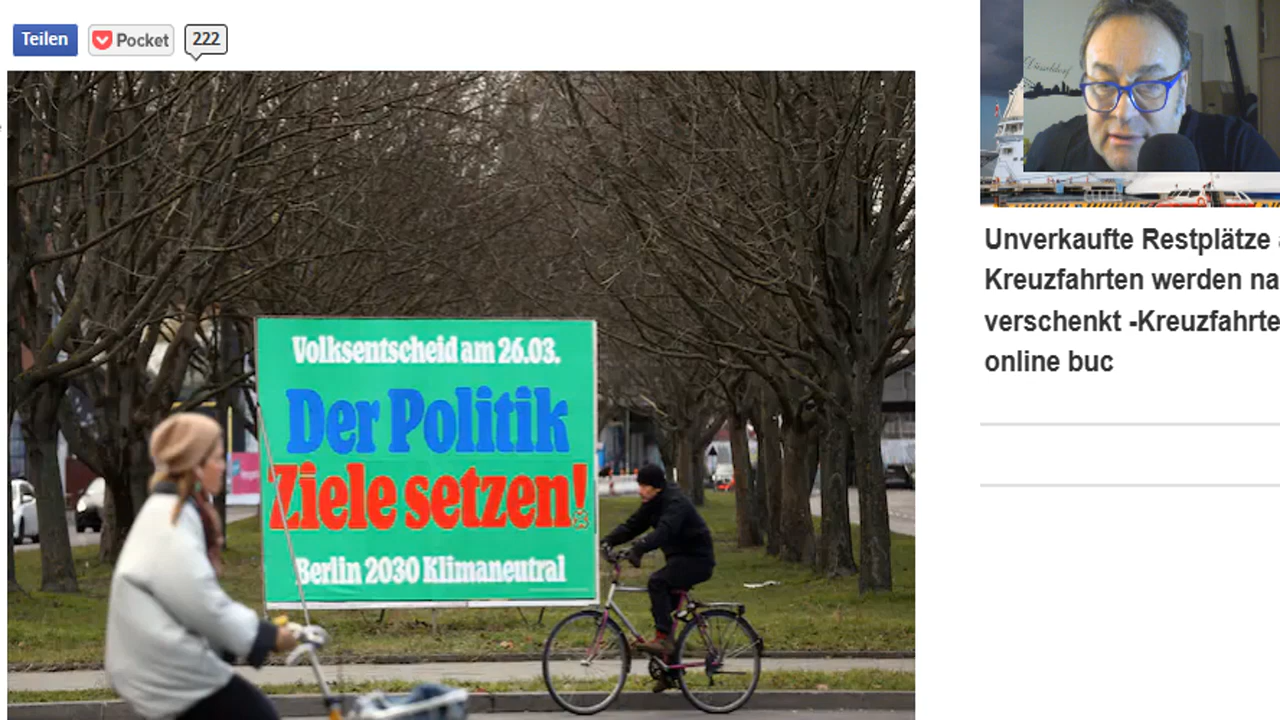 Teilen
Pocket
222
Volksentscheid am 26.03.
Der Politik
Ziele setzen!
Berlin 2030 Klimaneutral
Düsseldorf
Unverkaufte Restplätze
Kreuzfahrten werden na
verschenkt -Kreuzfahrte
online buc